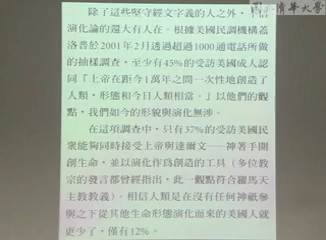 國立清華大學
除了這些堅守經文字義的人之外，不信
演化論的還大有人在。根據美國民調機構蓋
洛普於2001年2月透過超過1000通電話所做
的抽樣調查，至少有45%的受訪美國成人認
同「上帝在距今1萬年之間一次性地創造了
人類，形態和今日人類相當。」以他們的觀
點，我們如今的形貌與演化無涉。
在這項調查中，只有37%的受訪美國民
衆能夠同時接受上帝與達爾文——神著手開
創生命，並以演化作為創造的工具（多位教
宗的發言都曾經指出，此一觀點符合羅馬天
主教教義）。相信人類是在沒有任何神祇參
與之下從其他生命形態演化而來的美國人就
更少了，僅有12%。